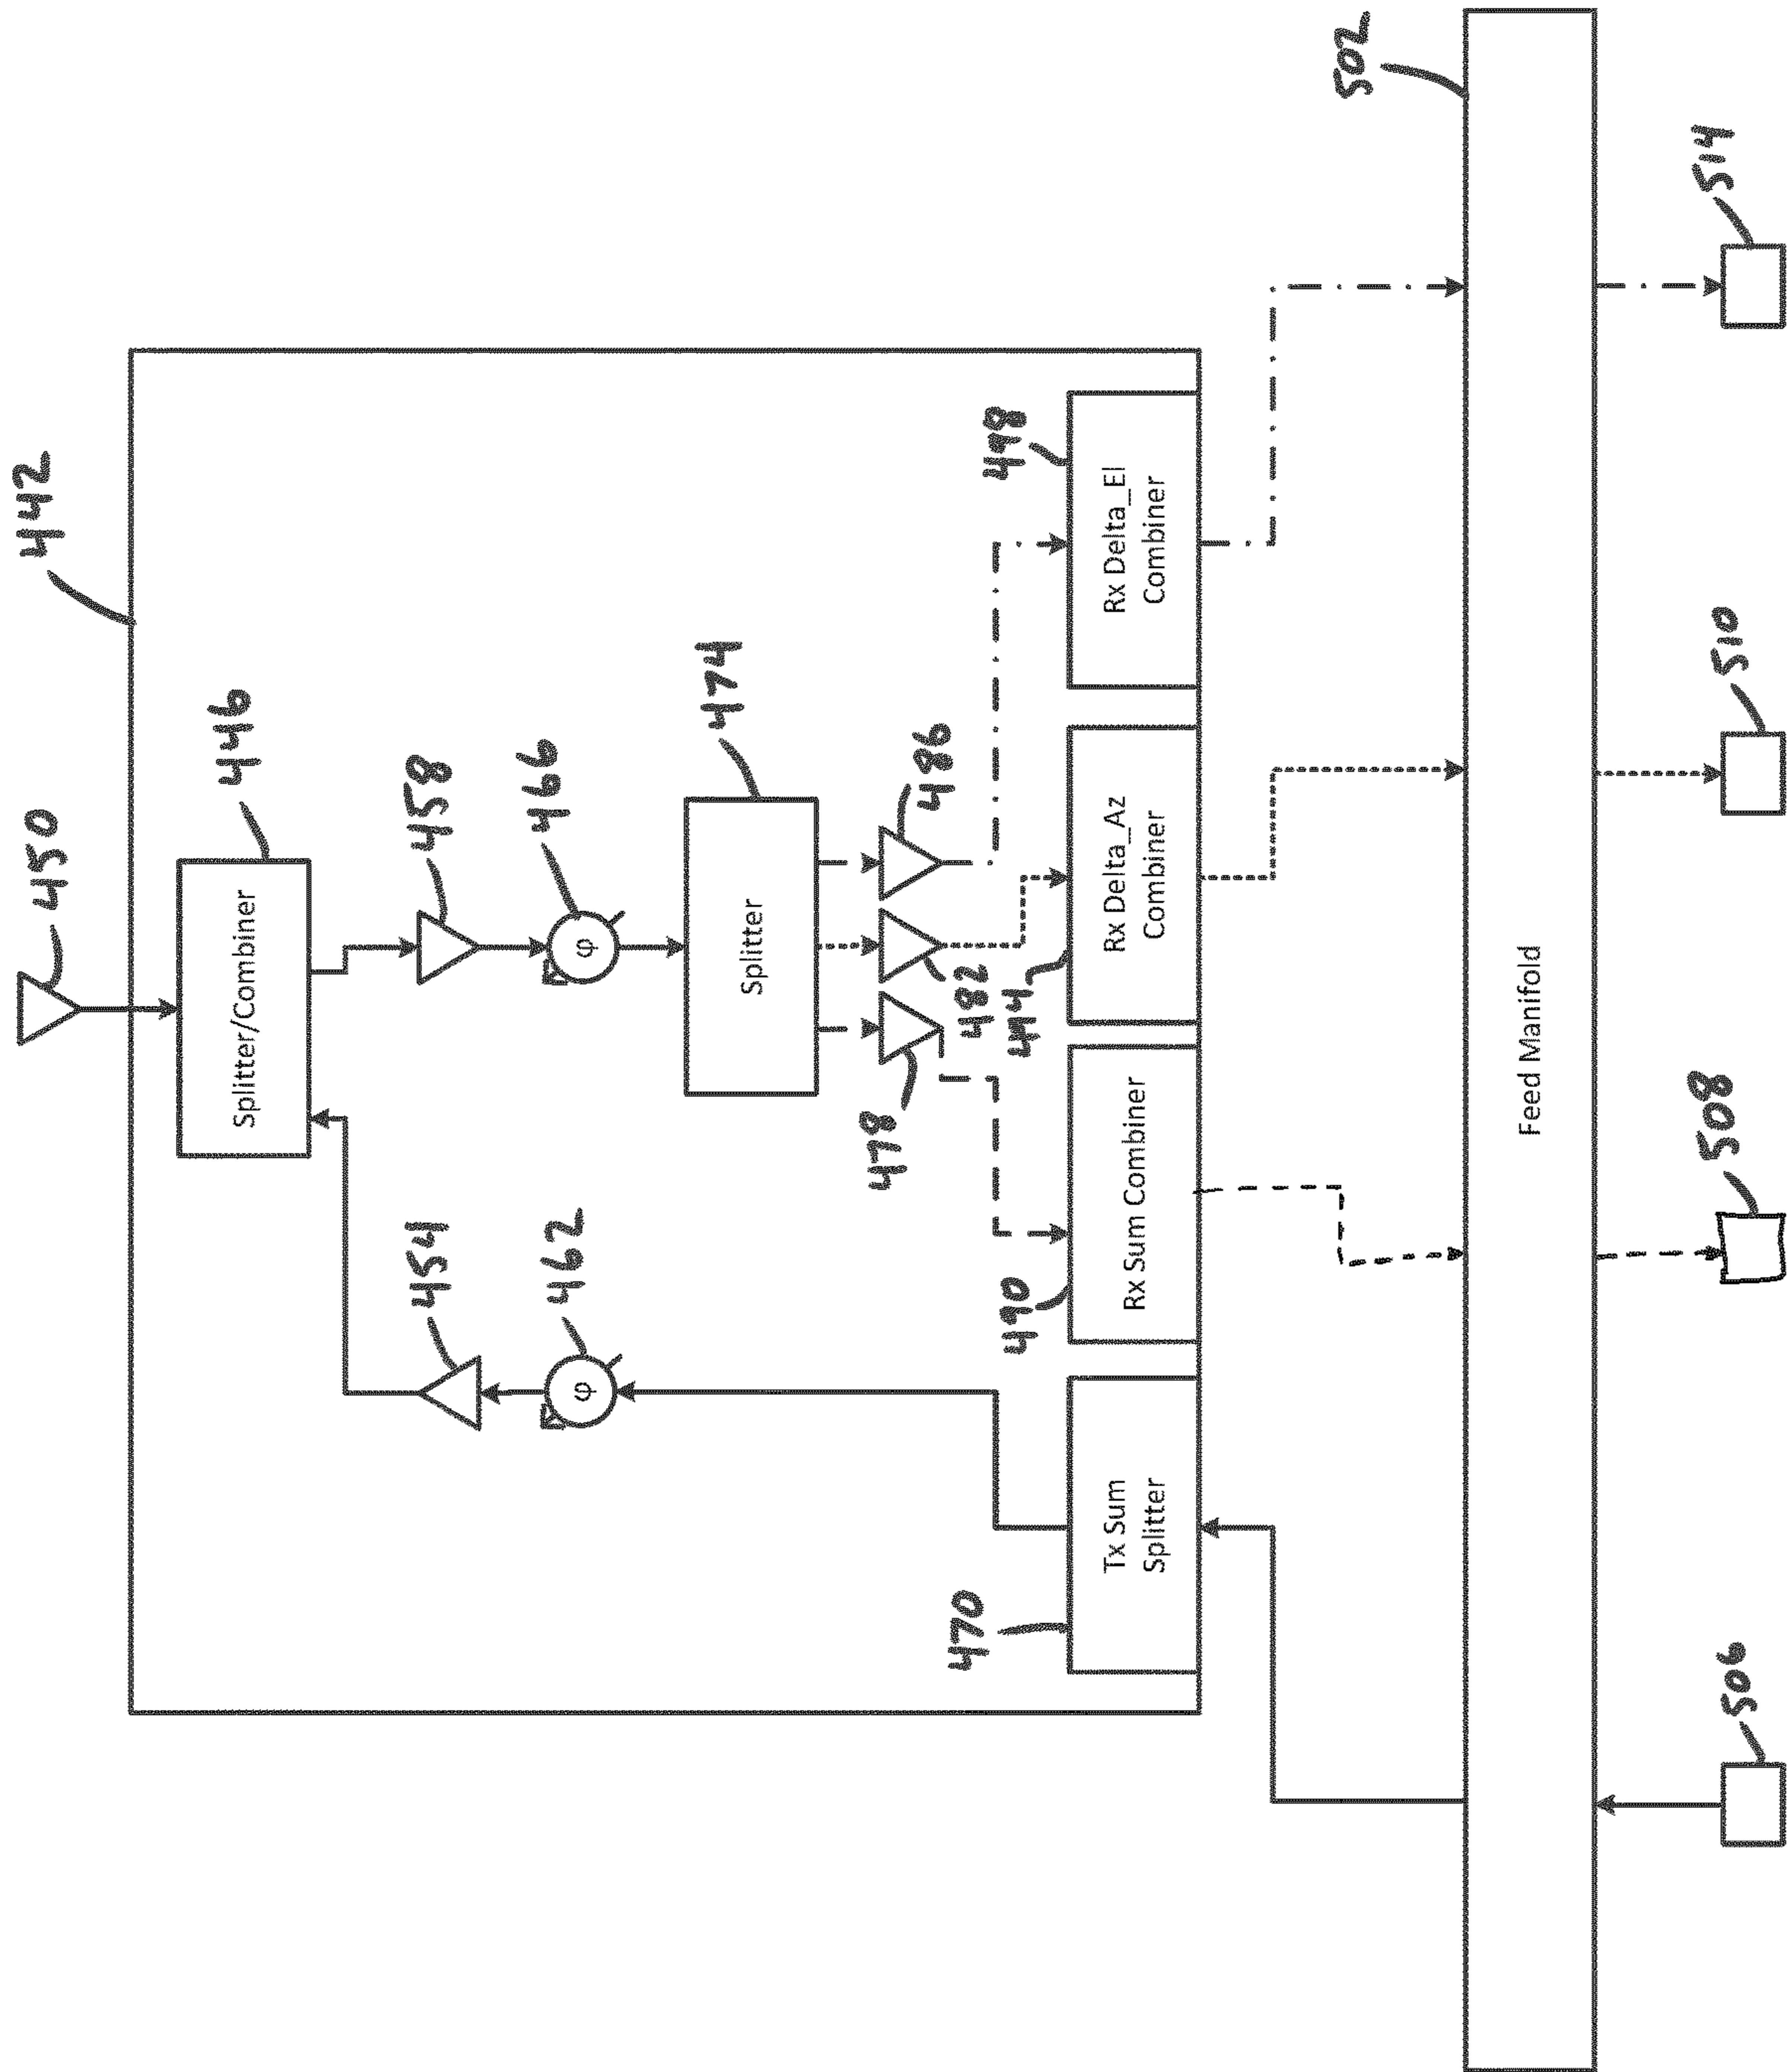 442
450
446
Splitter/Combiner
458
454
466
φ
462
φ
474
Splitter
486
482
478
498
Rx Delta_El
Combiner
494
Rx Delta_Az
Combiner
490
Rx Sum Combiner
470
Tx Sum
Splitter
502
Feed Manifold
514
510
508
506